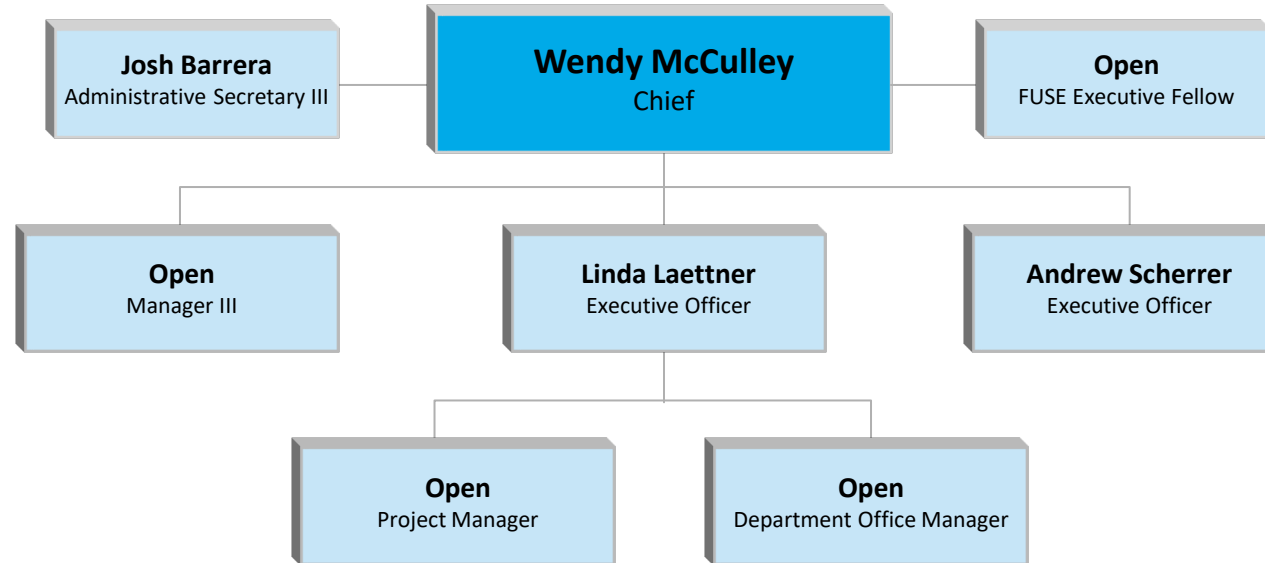 Josh Barrera
Administrative Secretary III
Wendy McCulley
Chief
Open
FUSE Executive Fellow
Open
Manager III
Linda Laettner
Executive Officer
Andrew Scherrer
Executive Officer
Open
Project Manager
Open
Department Office Manager